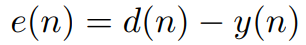 e(n) = d(n) − y(n)